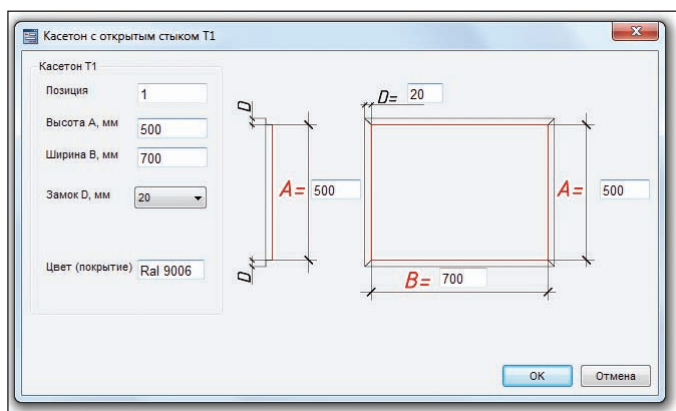 Касетон с открытым стыком Т1
Касетон Т1
Позиция 1
Высота А, мм 500
Ширина В, мм 700
Замок D, мм 20
Цвет (покрытие) Ral 9006
D
D= 20
A= 500
A= 500
D
B= 700
OK Отмена